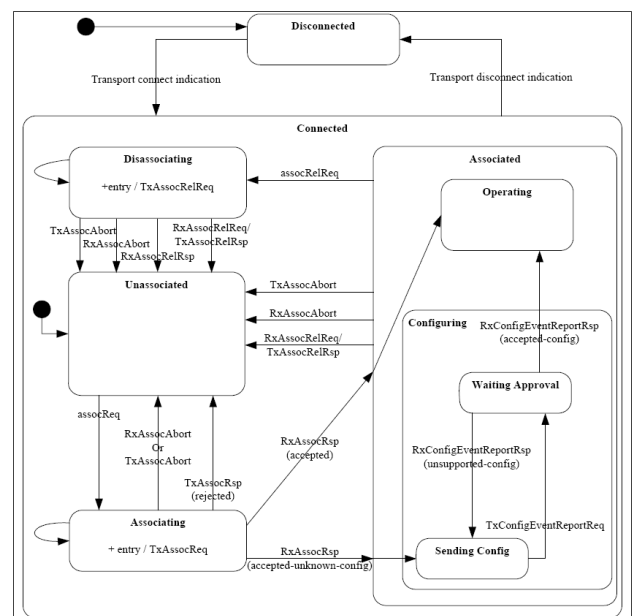 Disconnected
Transport connect indication
Transport disconnect indication
Connected
Disassociating
+entry / TxAssocRelReq
assocRelReq
Associated
Operating
TxAssocAbort
RxAssocAbort
RxAssocRelRsp
RxAssocRelReq/
TxAssocRelRsp
Unassociated
TxAssocAbort
RxAssocAbort
RxAssocRelReq/
TxAssocRelRsp
Configuring
RxConfigEventReportRsp
(accepted-config)
Waiting Approval
assocReq
RxAssocAbort
Or
TxAssocAbort
TxAssocRsp
(rejected)
RxAssocRsp
(accepted)
RxConfigEventReportRsp
(unsupported-config)
TxConfigEventReportReq
Associating
+ entry / TxAssocReq
RxAssocRsp
(accepted-unknown-config)
Sending Config